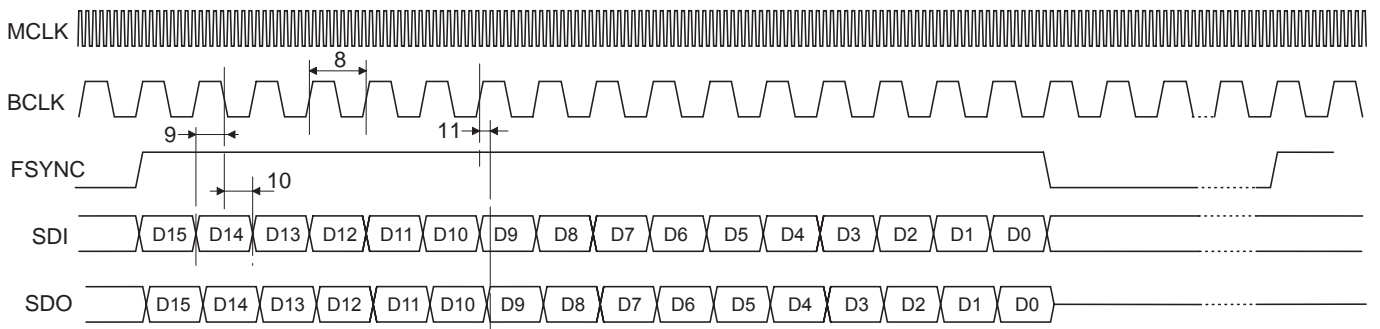 MCLK
8
BCLK
9
11
FSYNC
10
SDI D15 D14 D13 D12 D11 D10 D9 D8 D7 D6 D5 D4 D3 D2 D1 D0
SDO D15 D14 D13 D12 D11 D10 D9 D8 D7 D6 D5 D4 D3 D2 D1 D0